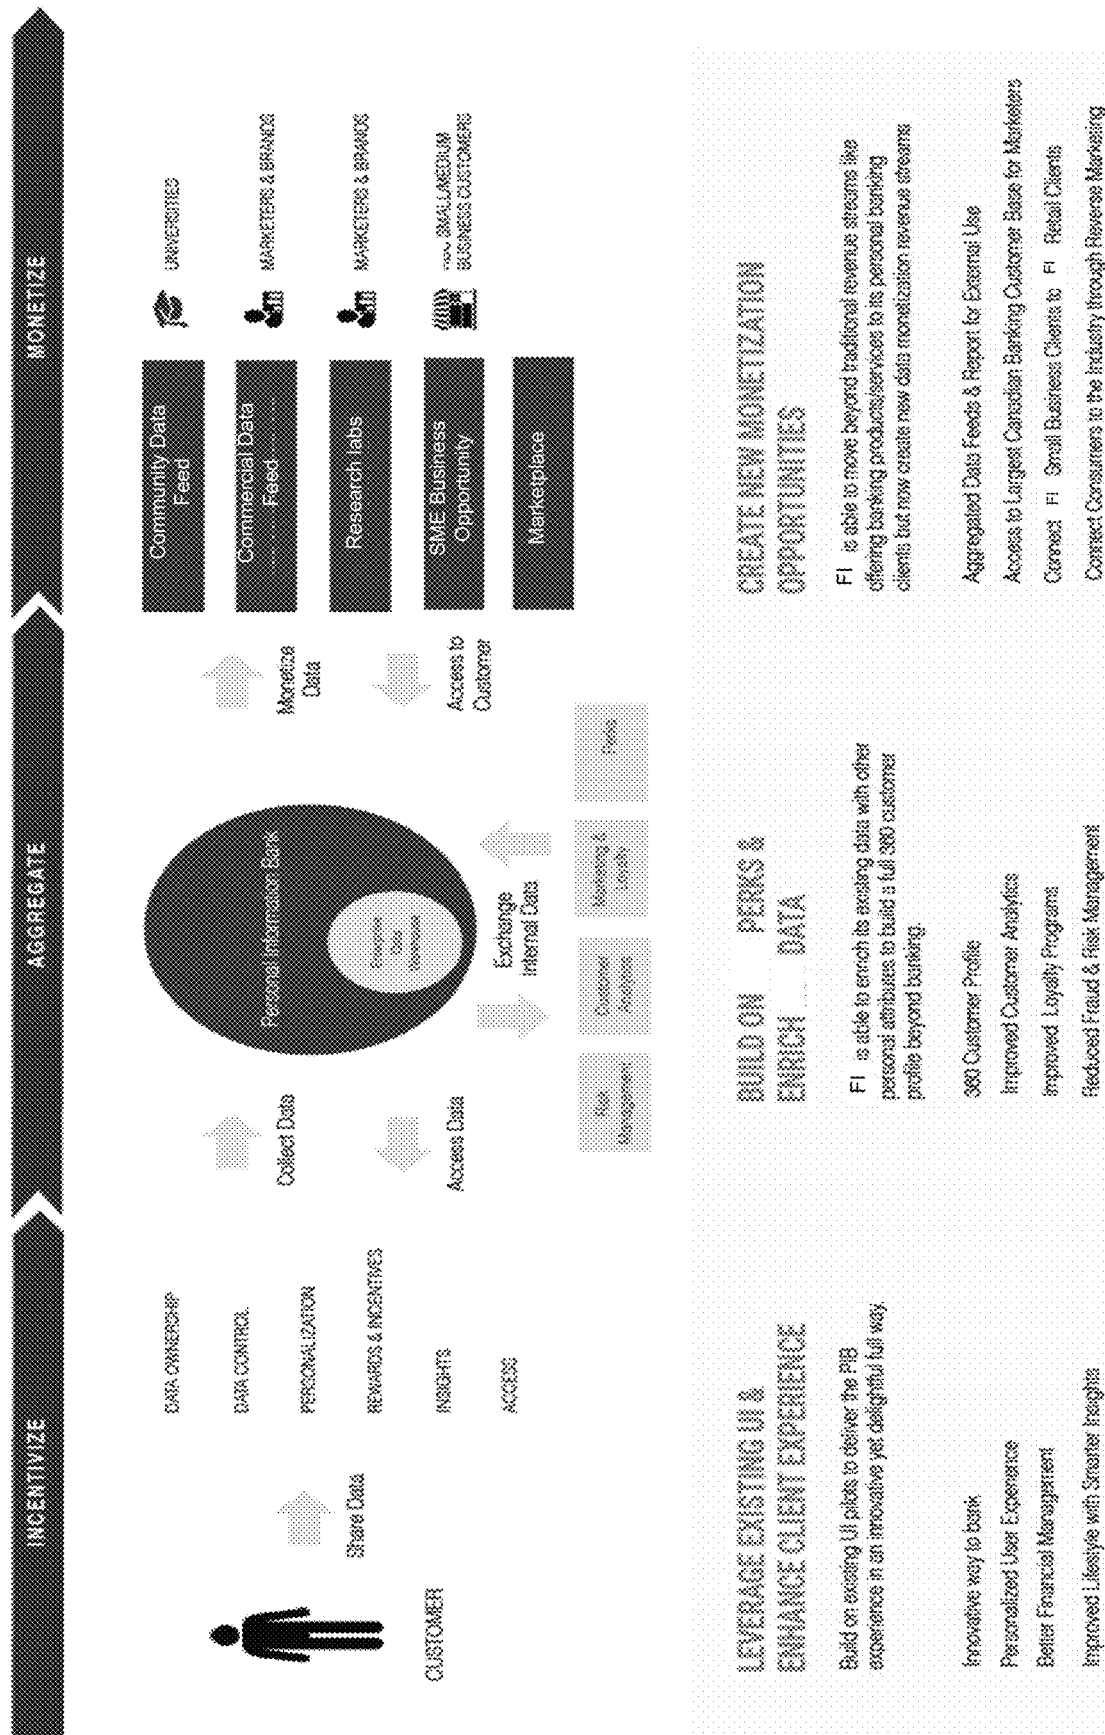 INCENTIVIZE
AGGREGATE
MONETIZE
CUSTOMER
Share Data
DATA OWNERSHIP
DATA CONTROL
PERSONALIZATION
REWARDS & INCENTIVES
INSIGHTS
ACCESS
Collect Data
Access Data
Personal Information Bank
Data
Exchange
Internal Data
Risk
Management
Customer
Analytics
Marketing &
Loyalty
Monetize
Data
Access to
Customer
Community Data
Feed
Commercial Data
Feed
Research labs
SME Business
Opportunity
Marketplace
UNIVERSITIES
MARKETERS & BRANDS
MARKETERS & BRANDS
SMALL/MEDIUM
BUSINESS CUSTOMERS
LEVERAGE EXISTING UI &
ENHANCE CLIENT EXPERIENCE
Build on existing UI pilots to deliver the PIB
experience in an innovative yet delightful full way.
Innovative way to bank
Personalized User Experience
Better Financial Management
Improved Lifestyle with Smarter Insights
BUILD ON PERKS &
ENRICH DATA
FI is able to enrich its existing data with other
personal attributes to build a full 360 customer
profile beyond banking.
360 Customer Profile
Improved Customer Analytics
Improved Loyalty Programs
Reduced Fraud & Risk Management
CREATE NEW MONETIZATION
OPPORTUNITIES
FI is able to move beyond traditional revenue streams like
offering banking products/services to its personal banking
clients but now create new data monetization revenue streams
Aggregated Data Feeds & Report for External Use
Access to Largest Canadian Banking Customer Base for Marketers
Connect FI Small Business Clients to FI Retail Clients
Connect Consumers to the Industry through Reverse Marketing